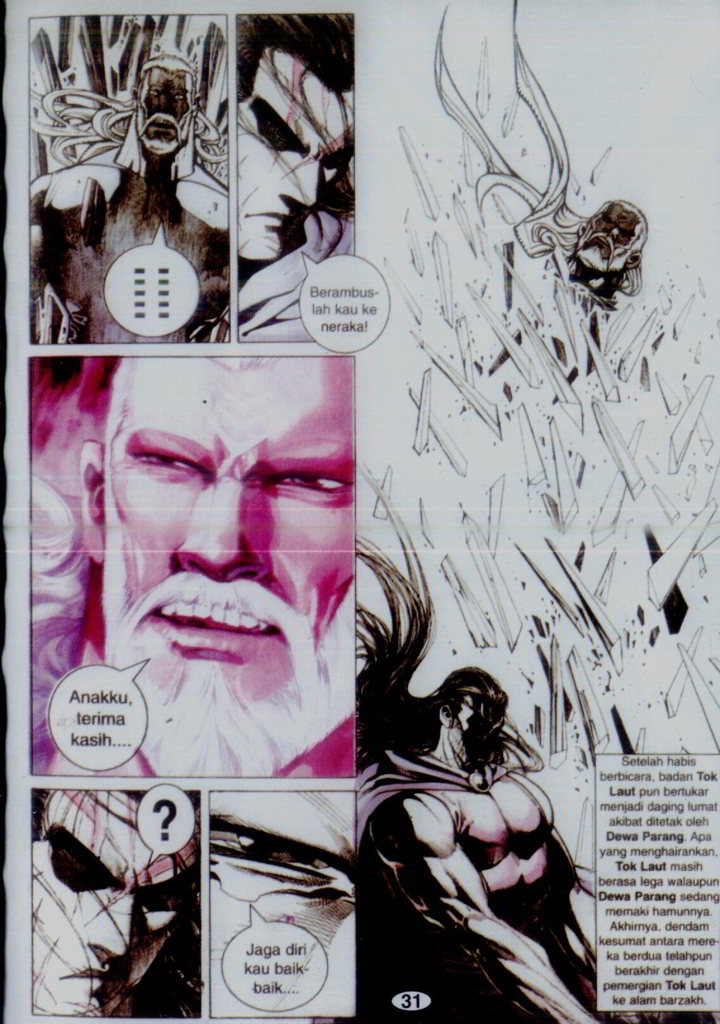 Berambus-
lah kau ke
neraka!
Anakku,
terima
kasih....
?
Jaga diri
kau baik-
baik....
Setelah habis
berbicara, badan Tok
Laut pun bertukar
menjadi daging lumat
akibat ditetak oleh
Dewa Parang. Apa
yang menghairankan,
Tok Laut masih
berasa lega walaupun
Dewa Parang sedang
memaki hamunnya.
Akhirnya, dendam
kesumat antara mere-
ka berdua telahpun
berakhir dengan
pemergian Tok Laut
ke alam barzakh.
31